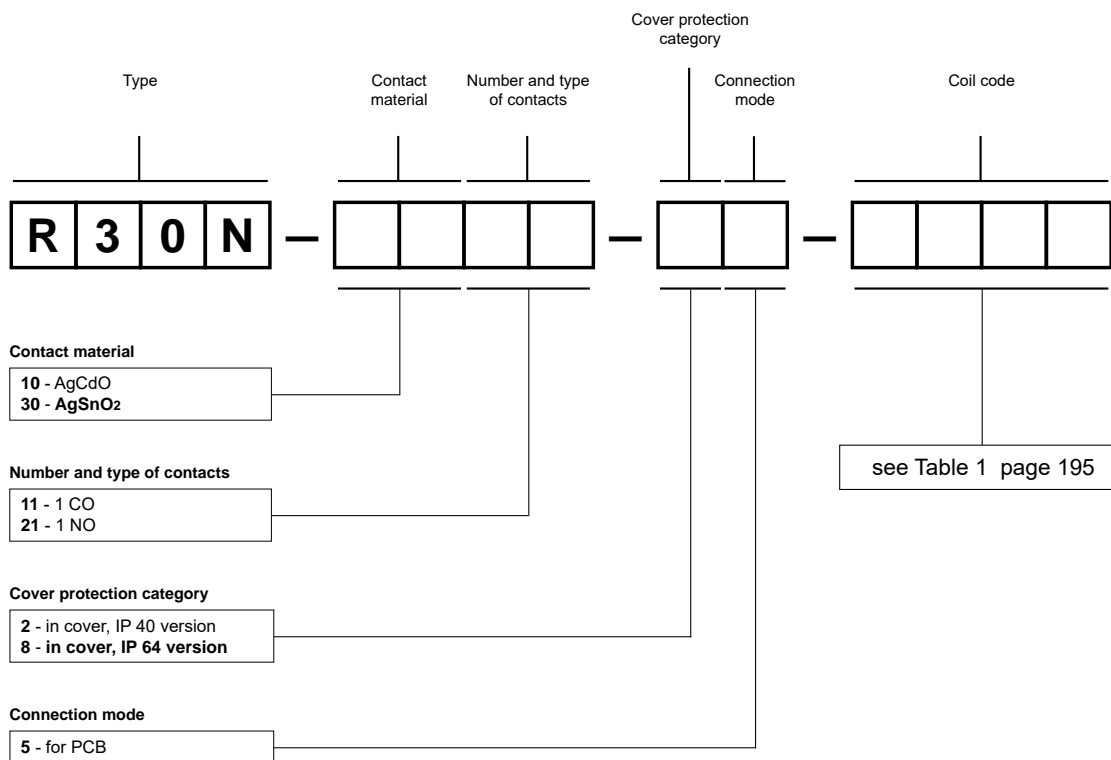 Cover protection
category
Type
Contact
material
Number and type
of contacts
Connection
mode
Coil code
R 3 0 N – – –
Contact material
10 - AgCdO
30 - AgSnO2
see Table 1 page 195
Number and type of contacts
11 - 1 CO
21 - 1 NO
Cover protection category
2 - in cover, IP 40 version
8 - in cover, IP 64 version
Connection mode
5 - for PCB